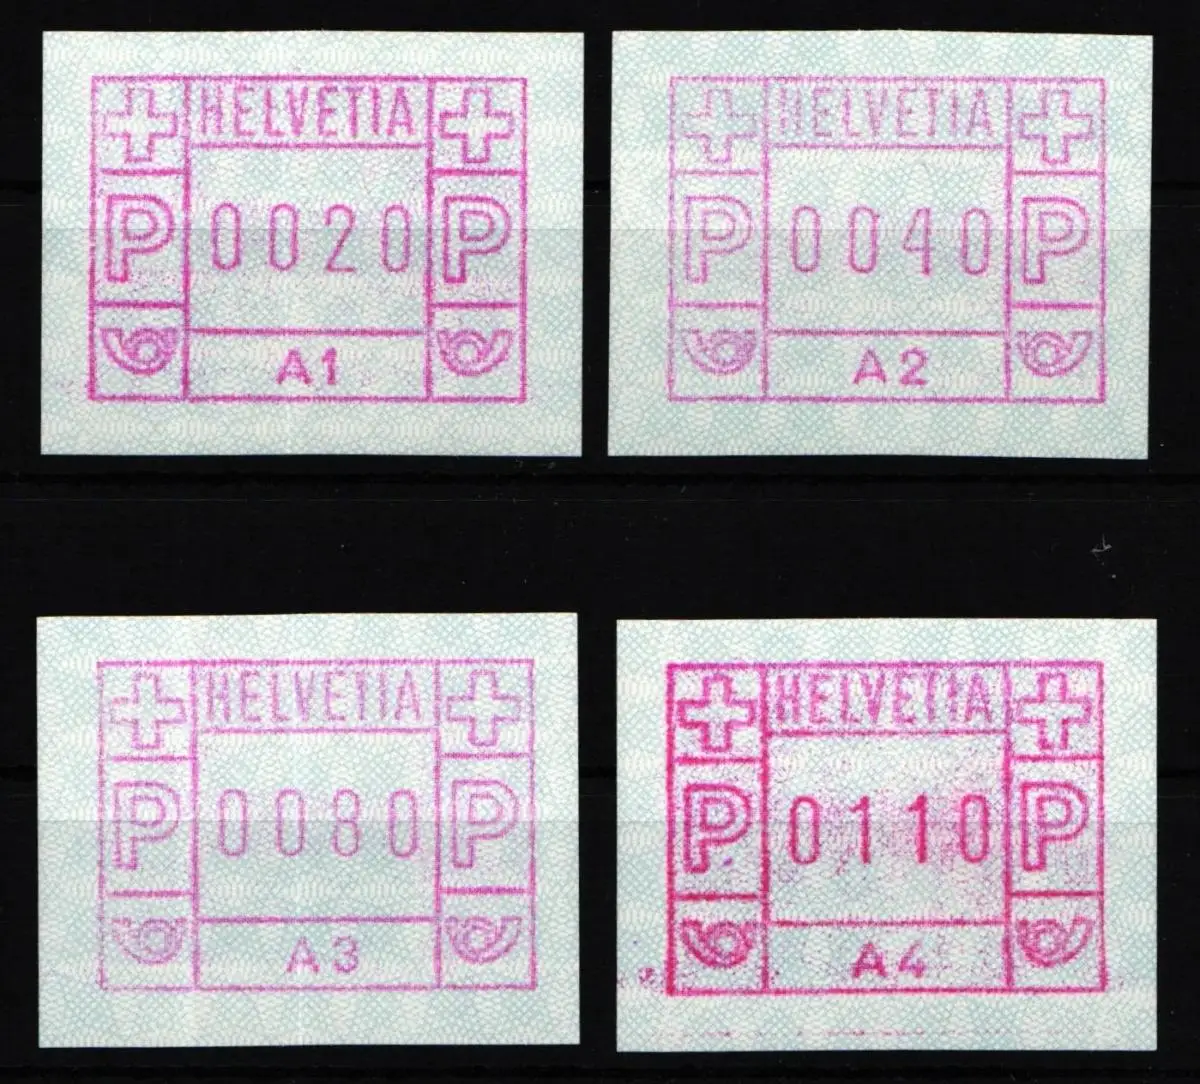 HELVETIA
P 0020 P
A1
HELVETIA
P 0040 P
A2
HELVETIA
P 0080 P
A3
HELVETIA
P 0110 P
A4